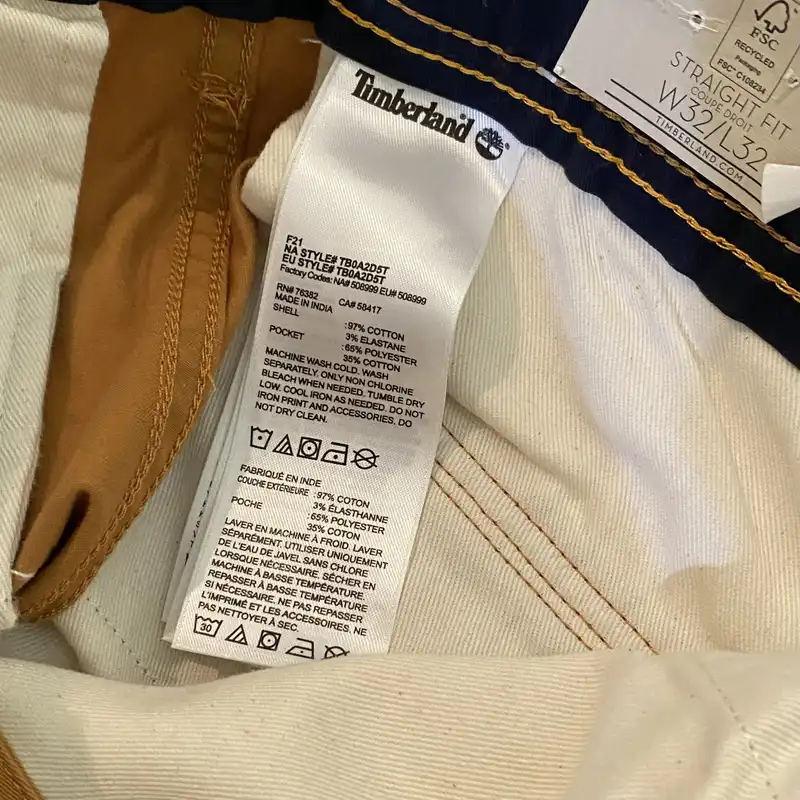 Timberland
F21
NA STYLE# TB0A2D5T
EU STYLE# TB0A2D5T
Factory Codes: NA# 508999 EU# 508999
RN# 76382 CA# 58417
MADE IN INDIA
SHELL :97% COTTON
3% ELASTANE
POCKET :65% POLYESTER
35% COTTON
MACHINE WASH COLD. WASH
SEPARATELY. ONLY NON CHLORINE
BLEACH WHEN NEEDED. TUMBLE DRY
LOW. COOL IRON AS NEEDED. DO NOT
IRON PRINT AND ACCESSORIES. DO
NOT DRY CLEAN.
FABRIQUÉ EN INDE
COUCHE EXTÉRIEURE :97% COTON
3% ÉLASTHANNE
POCHE :65% POLYESTER
35% COTON
LAVER EN MACHINE À FROID. LAVER
SÉPARÉMENT. UTILISER UNIQUEMENT
DE L'EAU DE JAVEL SANS CHLORE
LORSQUE NÉCESSAIRE. SÉCHER EN
MACHINE À BASSE TEMPÉRATURE.
REPASSER À BASSE TEMPÉRATURE
SI NÉCESSAIRE. NE PAS REPASSER
L'IMPRIMÉ ET LES ACCESSOIRES. NE
PAS NETTOYER À SEC.
30
FSC
RECYCLED
Packaging
FSC™ C108234
STRAIGHT FIT
COUPE DROIT
W32/L32
TIMBERLAND.COM